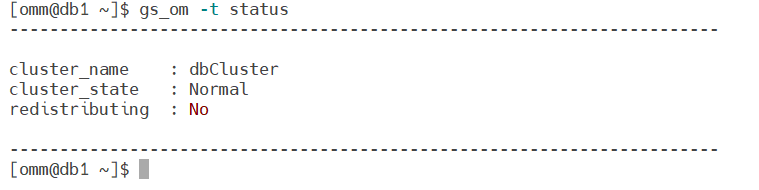 [omm@db1 ~]$ gs_om -t status
-----------------------------------------------------------------------
cluster_name    : dbCluster
cluster_state   : Normal
redistributing  : No
-----------------------------------------------------------------------
[omm@db1 ~]$